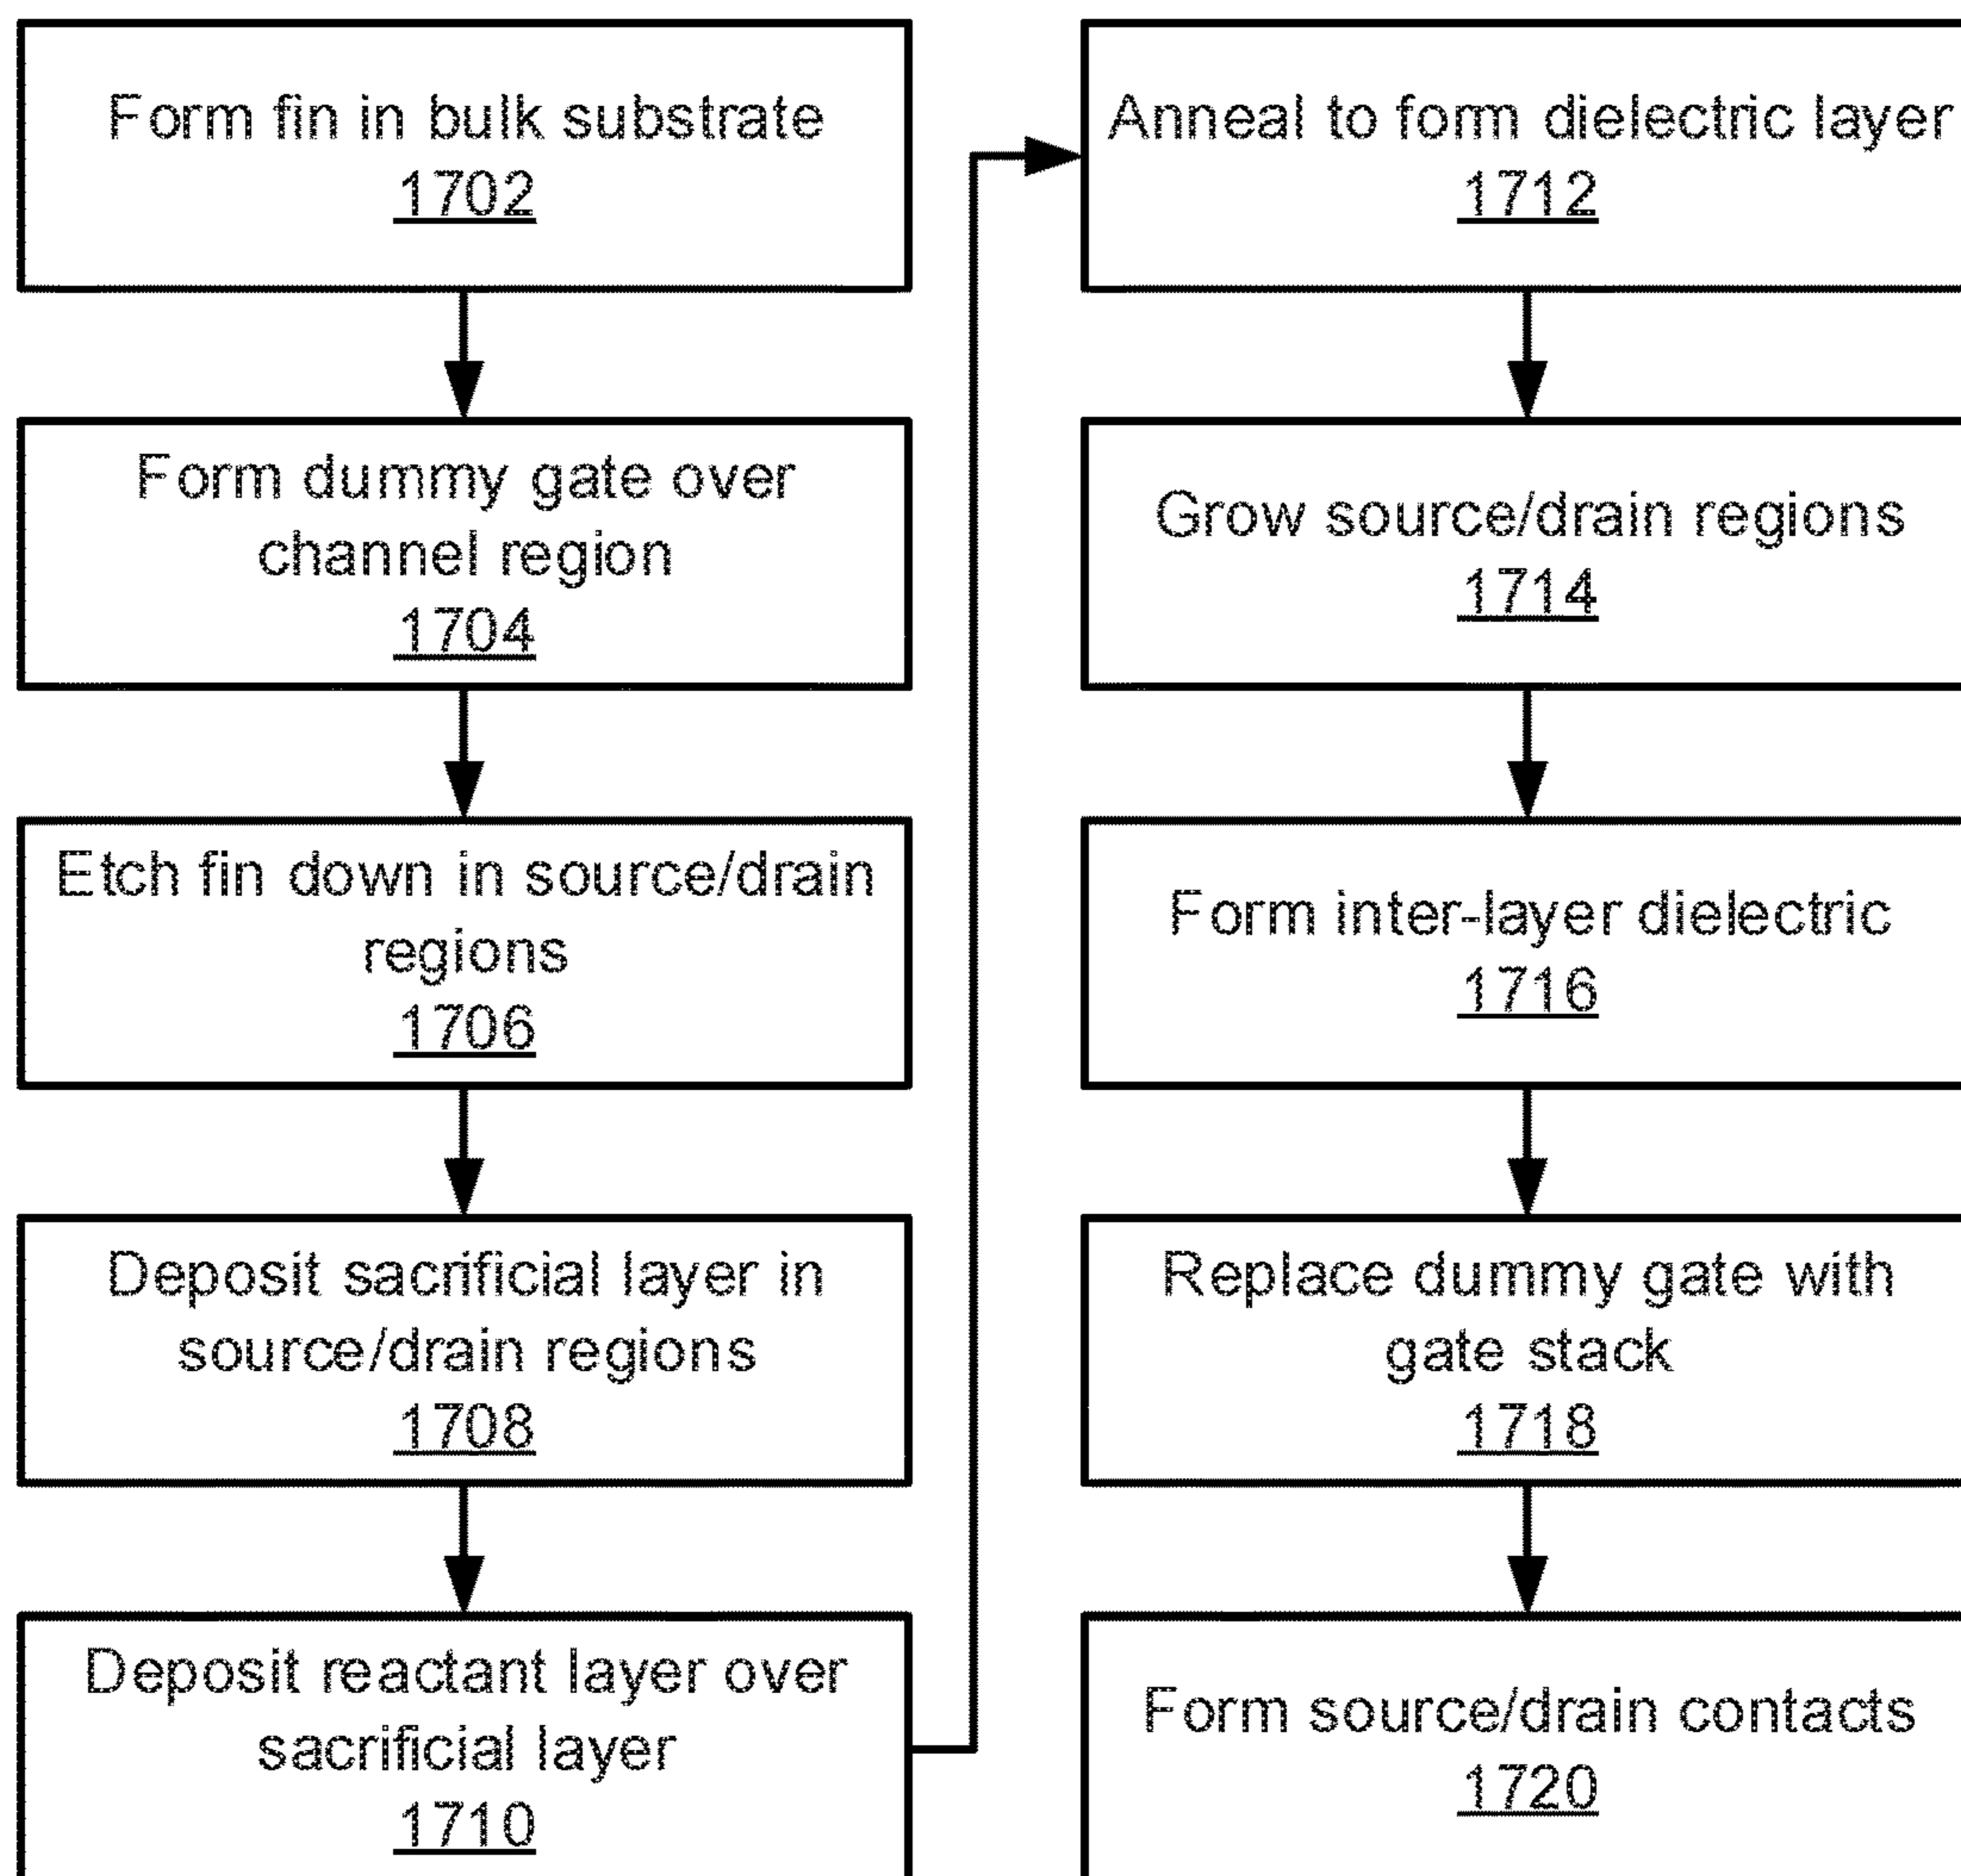 Form fin in bulk substrate
1702
Form dummy gate over
channel region
1704
Etch fin down in source/drain
regions
1706
Deposit sacrificial layer in
source/drain regions
1708
Deposit reactant layer over
sacrificial layer
1710
Anneal to form dielectric layer
1712
Grow source/drain regions
1714
Form inter-layer dielectric
1716
Replace dummy gate with
gate stack
1718
Form source/drain contacts
1720